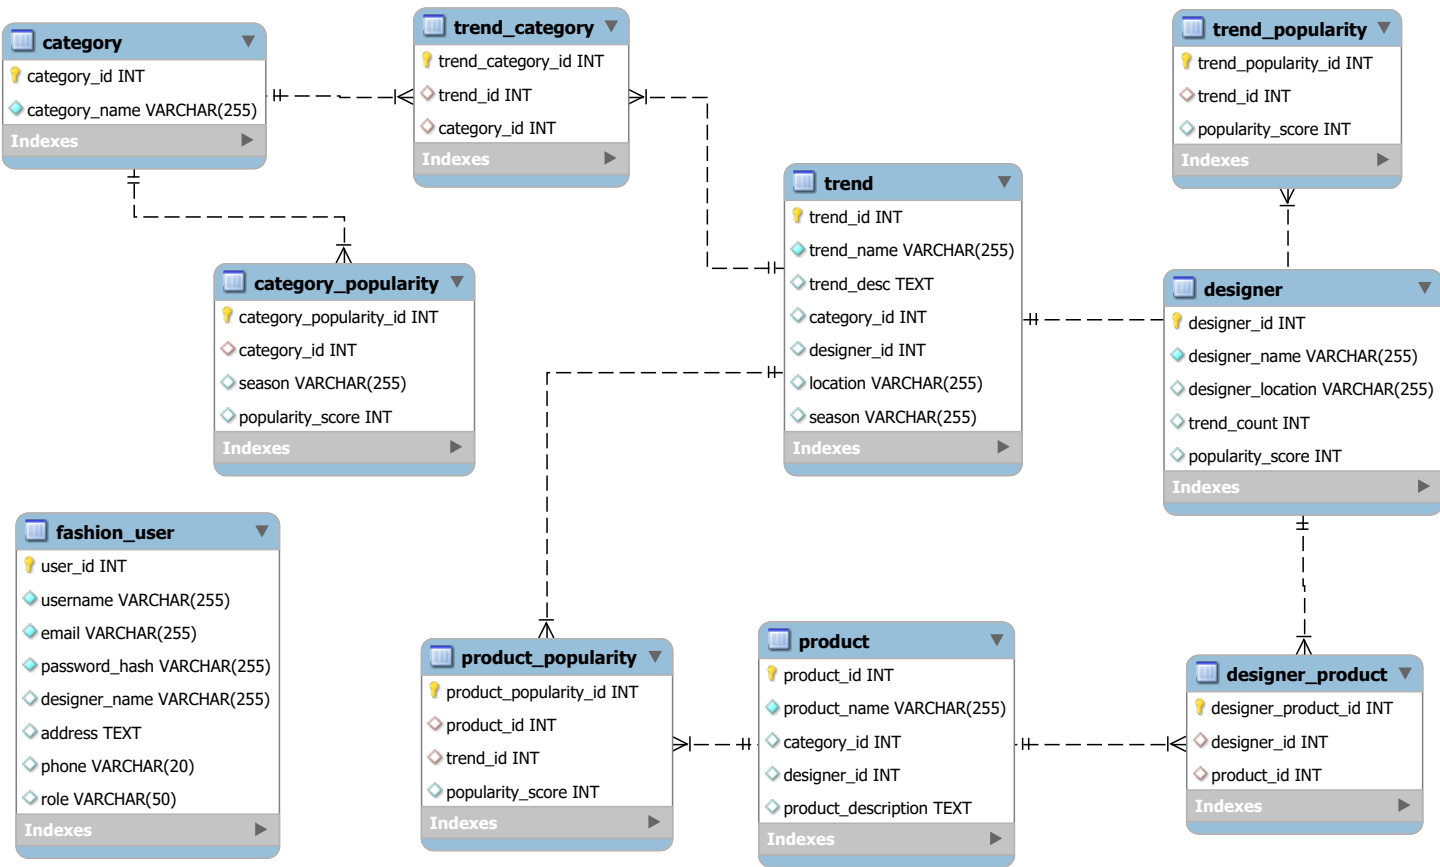 category
category_id INT
category_name VARCHAR(255)
Indexes
trend_category
trend_category_id INT
trend_id INT
category_id INT
Indexes
trend_popularity
trend_popularity_id INT
trend_id INT
popularity_score INT
Indexes
trend
trend_id INT
trend_name VARCHAR(255)
trend_desc TEXT
category_id INT
designer_id INT
location VARCHAR(255)
season VARCHAR(255)
Indexes
category_popularity
category_popularity_id INT
category_id INT
season VARCHAR(255)
popularity_score INT
Indexes
designer
designer_id INT
designer_name VARCHAR(255)
designer_location VARCHAR(255)
trend_count INT
popularity_score INT
Indexes
fashion_user
user_id INT
username VARCHAR(255)
email VARCHAR(255)
password_hash VARCHAR(255)
designer_name VARCHAR(255)
address TEXT
phone VARCHAR(20)
role VARCHAR(50)
Indexes
product_popularity
product_popularity_id INT
product_id INT
trend_id INT
popularity_score INT
Indexes
product
product_id INT
product_name VARCHAR(255)
category_id INT
designer_id INT
product_description TEXT
Indexes
designer_product
designer_product_id INT
designer_id INT
product_id INT
Indexes